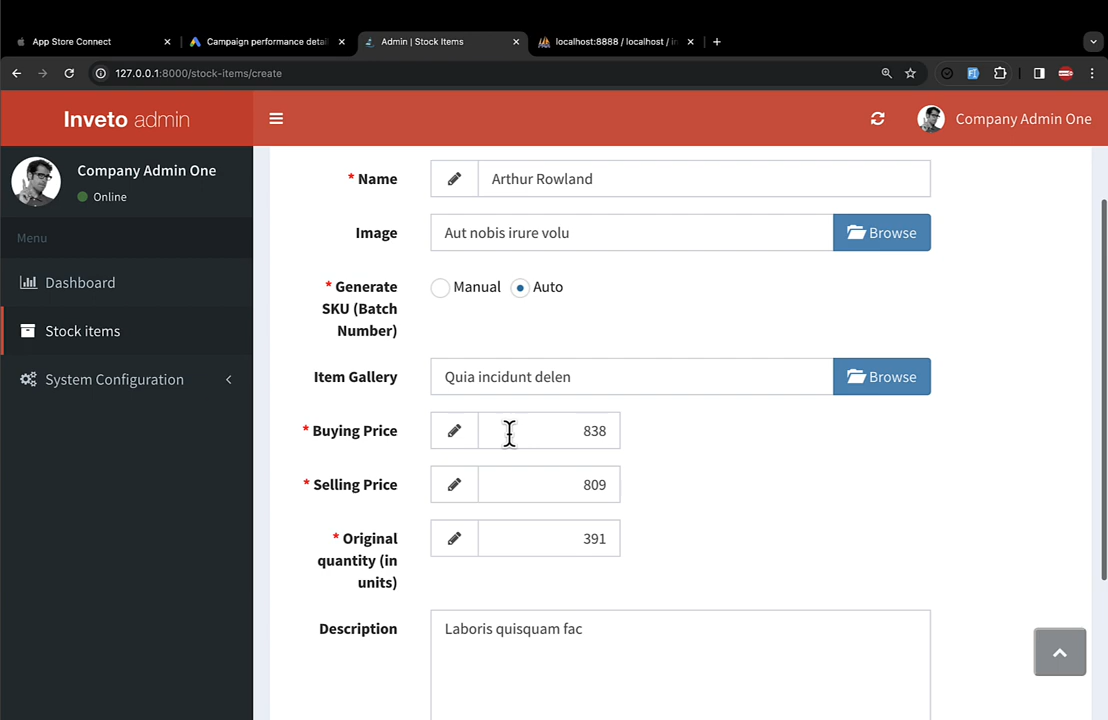 App Store Connect
Campaign performance detai
Admin | Stock Items
localhost:8888 / localhost / in
127.0.0.1:8000/stock-items/create
Inveto admin
Company Admin One
Company Admin One
Online
Menu
Dashboard
Stock items
System Configuration
* Name
Arthur Rowland
Image
Aut nobis irure volu
Browse
* Generate
SKU (Batch
Number)
Manual
Auto
Item Gallery
Quia incidunt delen
Browse
* Buying Price
838
* Selling Price
809
* Original
quantity (in
units)
391
Description
Laboris quisquam fac